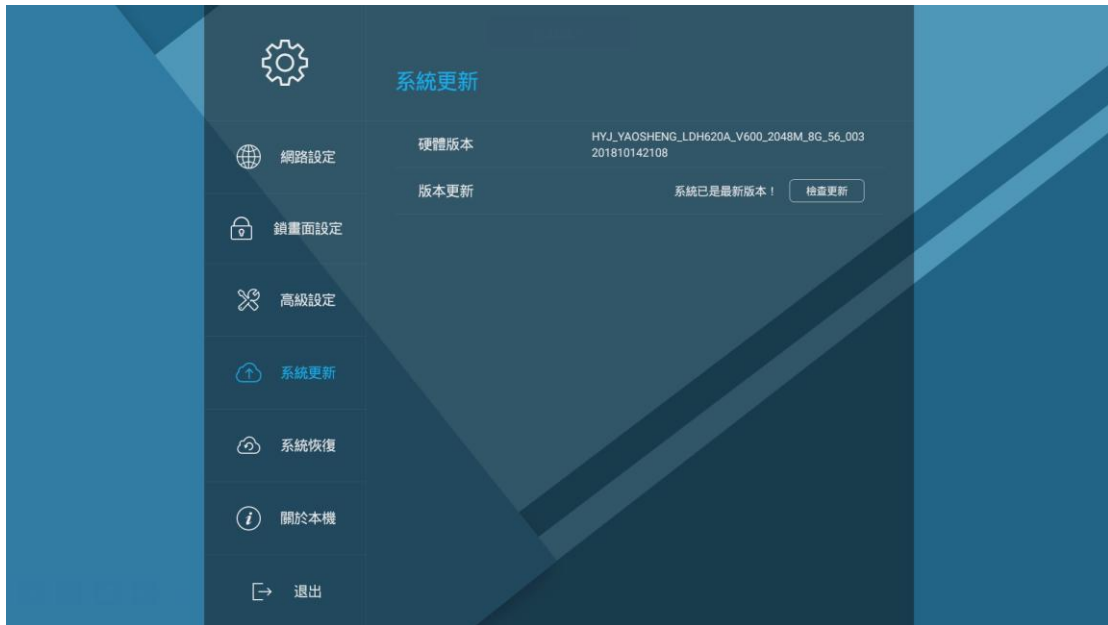 系統更新
硬體版本
HYJ_YAOSHENG_LDH620A_V600_2048M_8G_56_003
201810142108
版本更新
系統已是最新版本！
檢查更新
網路設定
鎖畫面設定
高級設定
系統更新
系統恢復
關於本機
退出